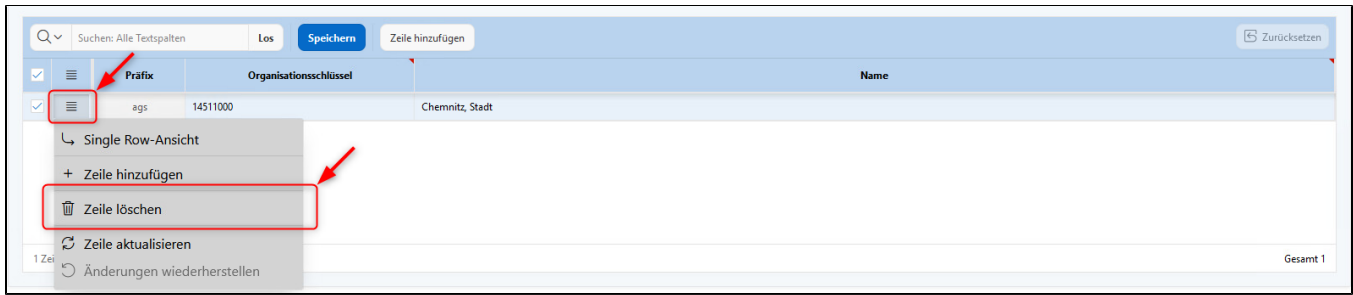 Suchen: Alle Textspalten Los Speichern Zeile hinzufügen Zurücksetzen
Präfix Organisationsschlüssel Name
ags 14511000 Chemnitz, Stadt
Single Row-Ansicht
Zeile hinzufügen
Zeile löschen
Zeile aktualisieren
1 Gesamt 1
Änderungen wiederherstellen